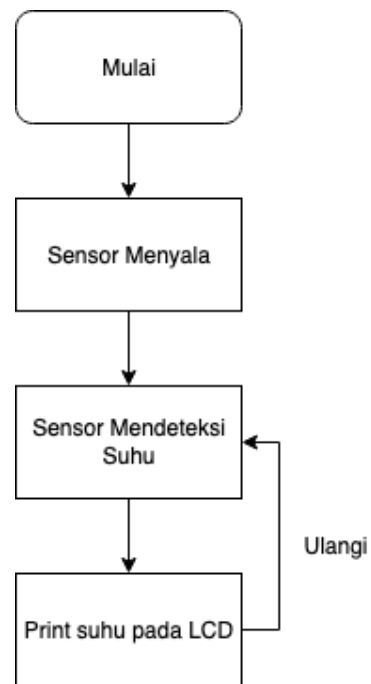 Mulai
Sensor Menyala
Sensor Mendeteksi
Suhu
Ulangi
Print suhu pada LCD